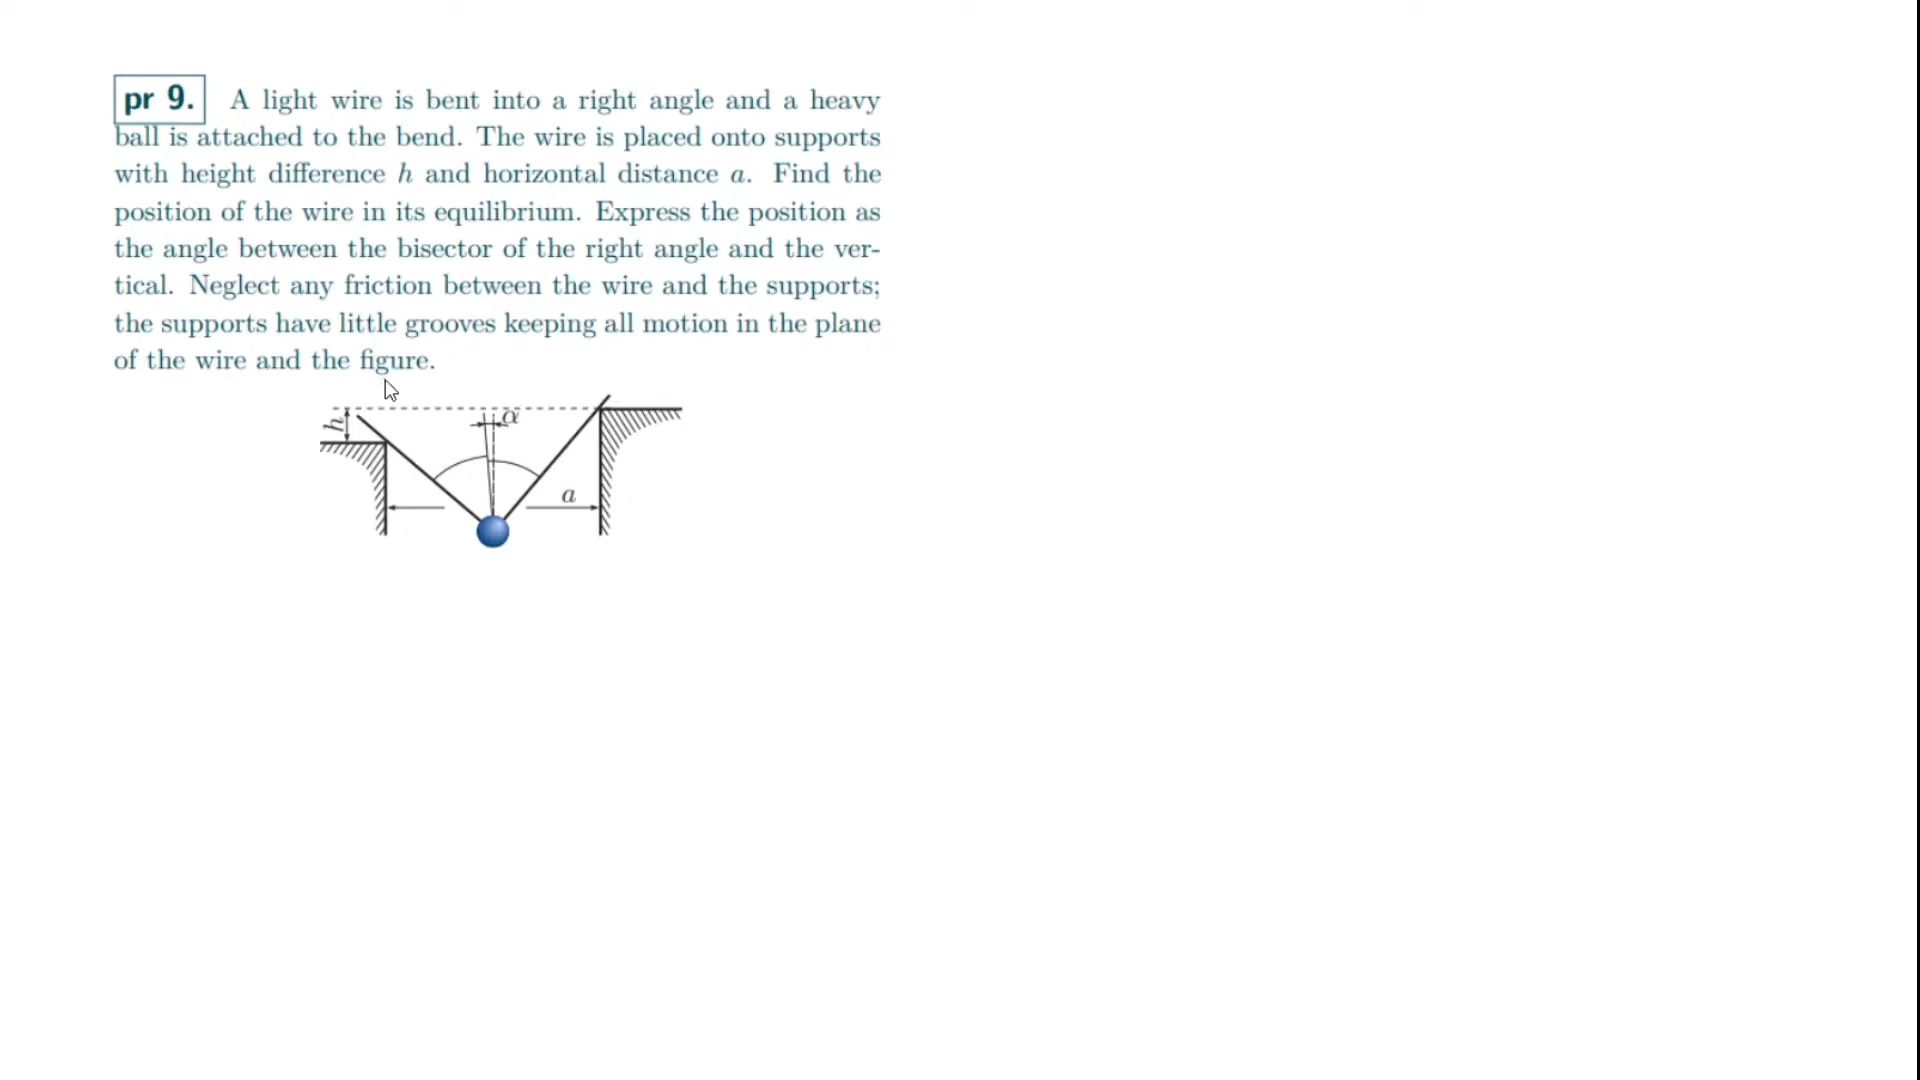 pr 9. A light wire is bent into a right angle and a heavy
ball is attached to the bend. The wire is placed onto supports
with height difference h and horizontal distance a. Find the
position of the wire in its equilibrium. Express the position as
the angle between the bisector of the right angle and the ver-
tical. Neglect any friction between the wire and the supports;
the supports have little grooves keeping all motion in the plane
of the wire and the figure.
h
α
a